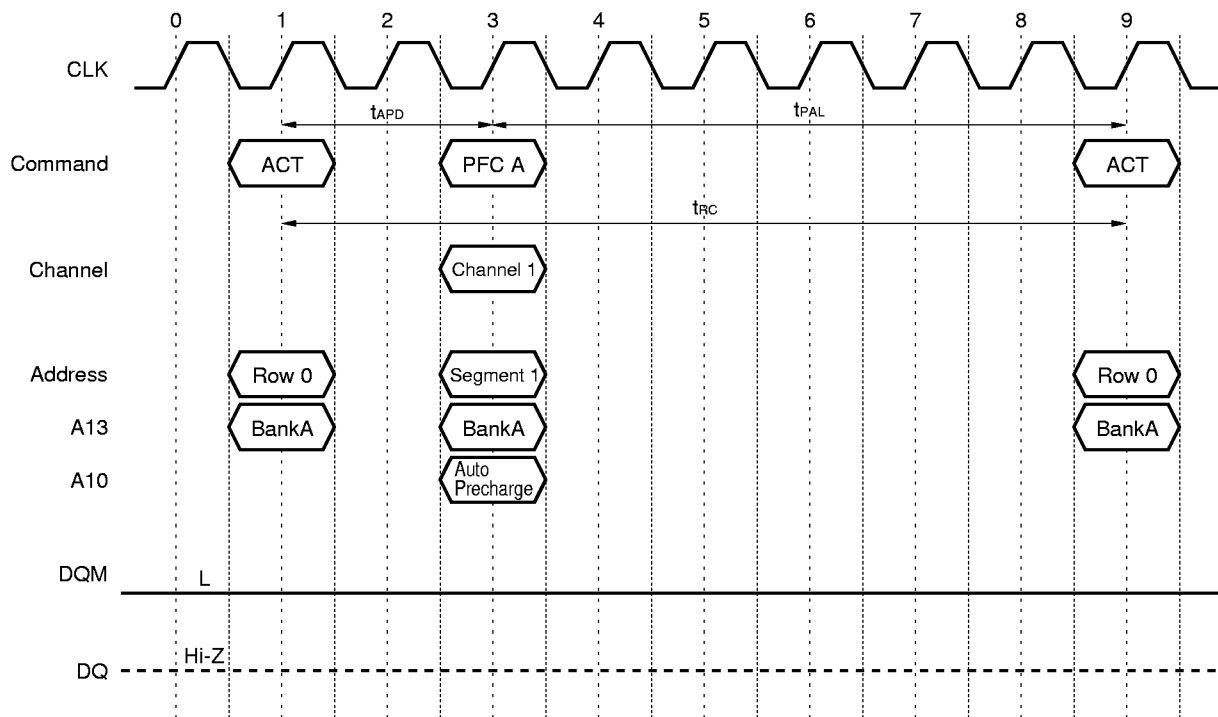 0 1 2 3 4 5 6 7 8 9
CLK
tAPD tPAL
Command ACT PFC A ACT
tRC
Channel Channel 1
Address Row 0 Segment 1 Row 0
A13 BankA BankA BankA
A10 Auto
Precharge
DQM L
DQ Hi-Z